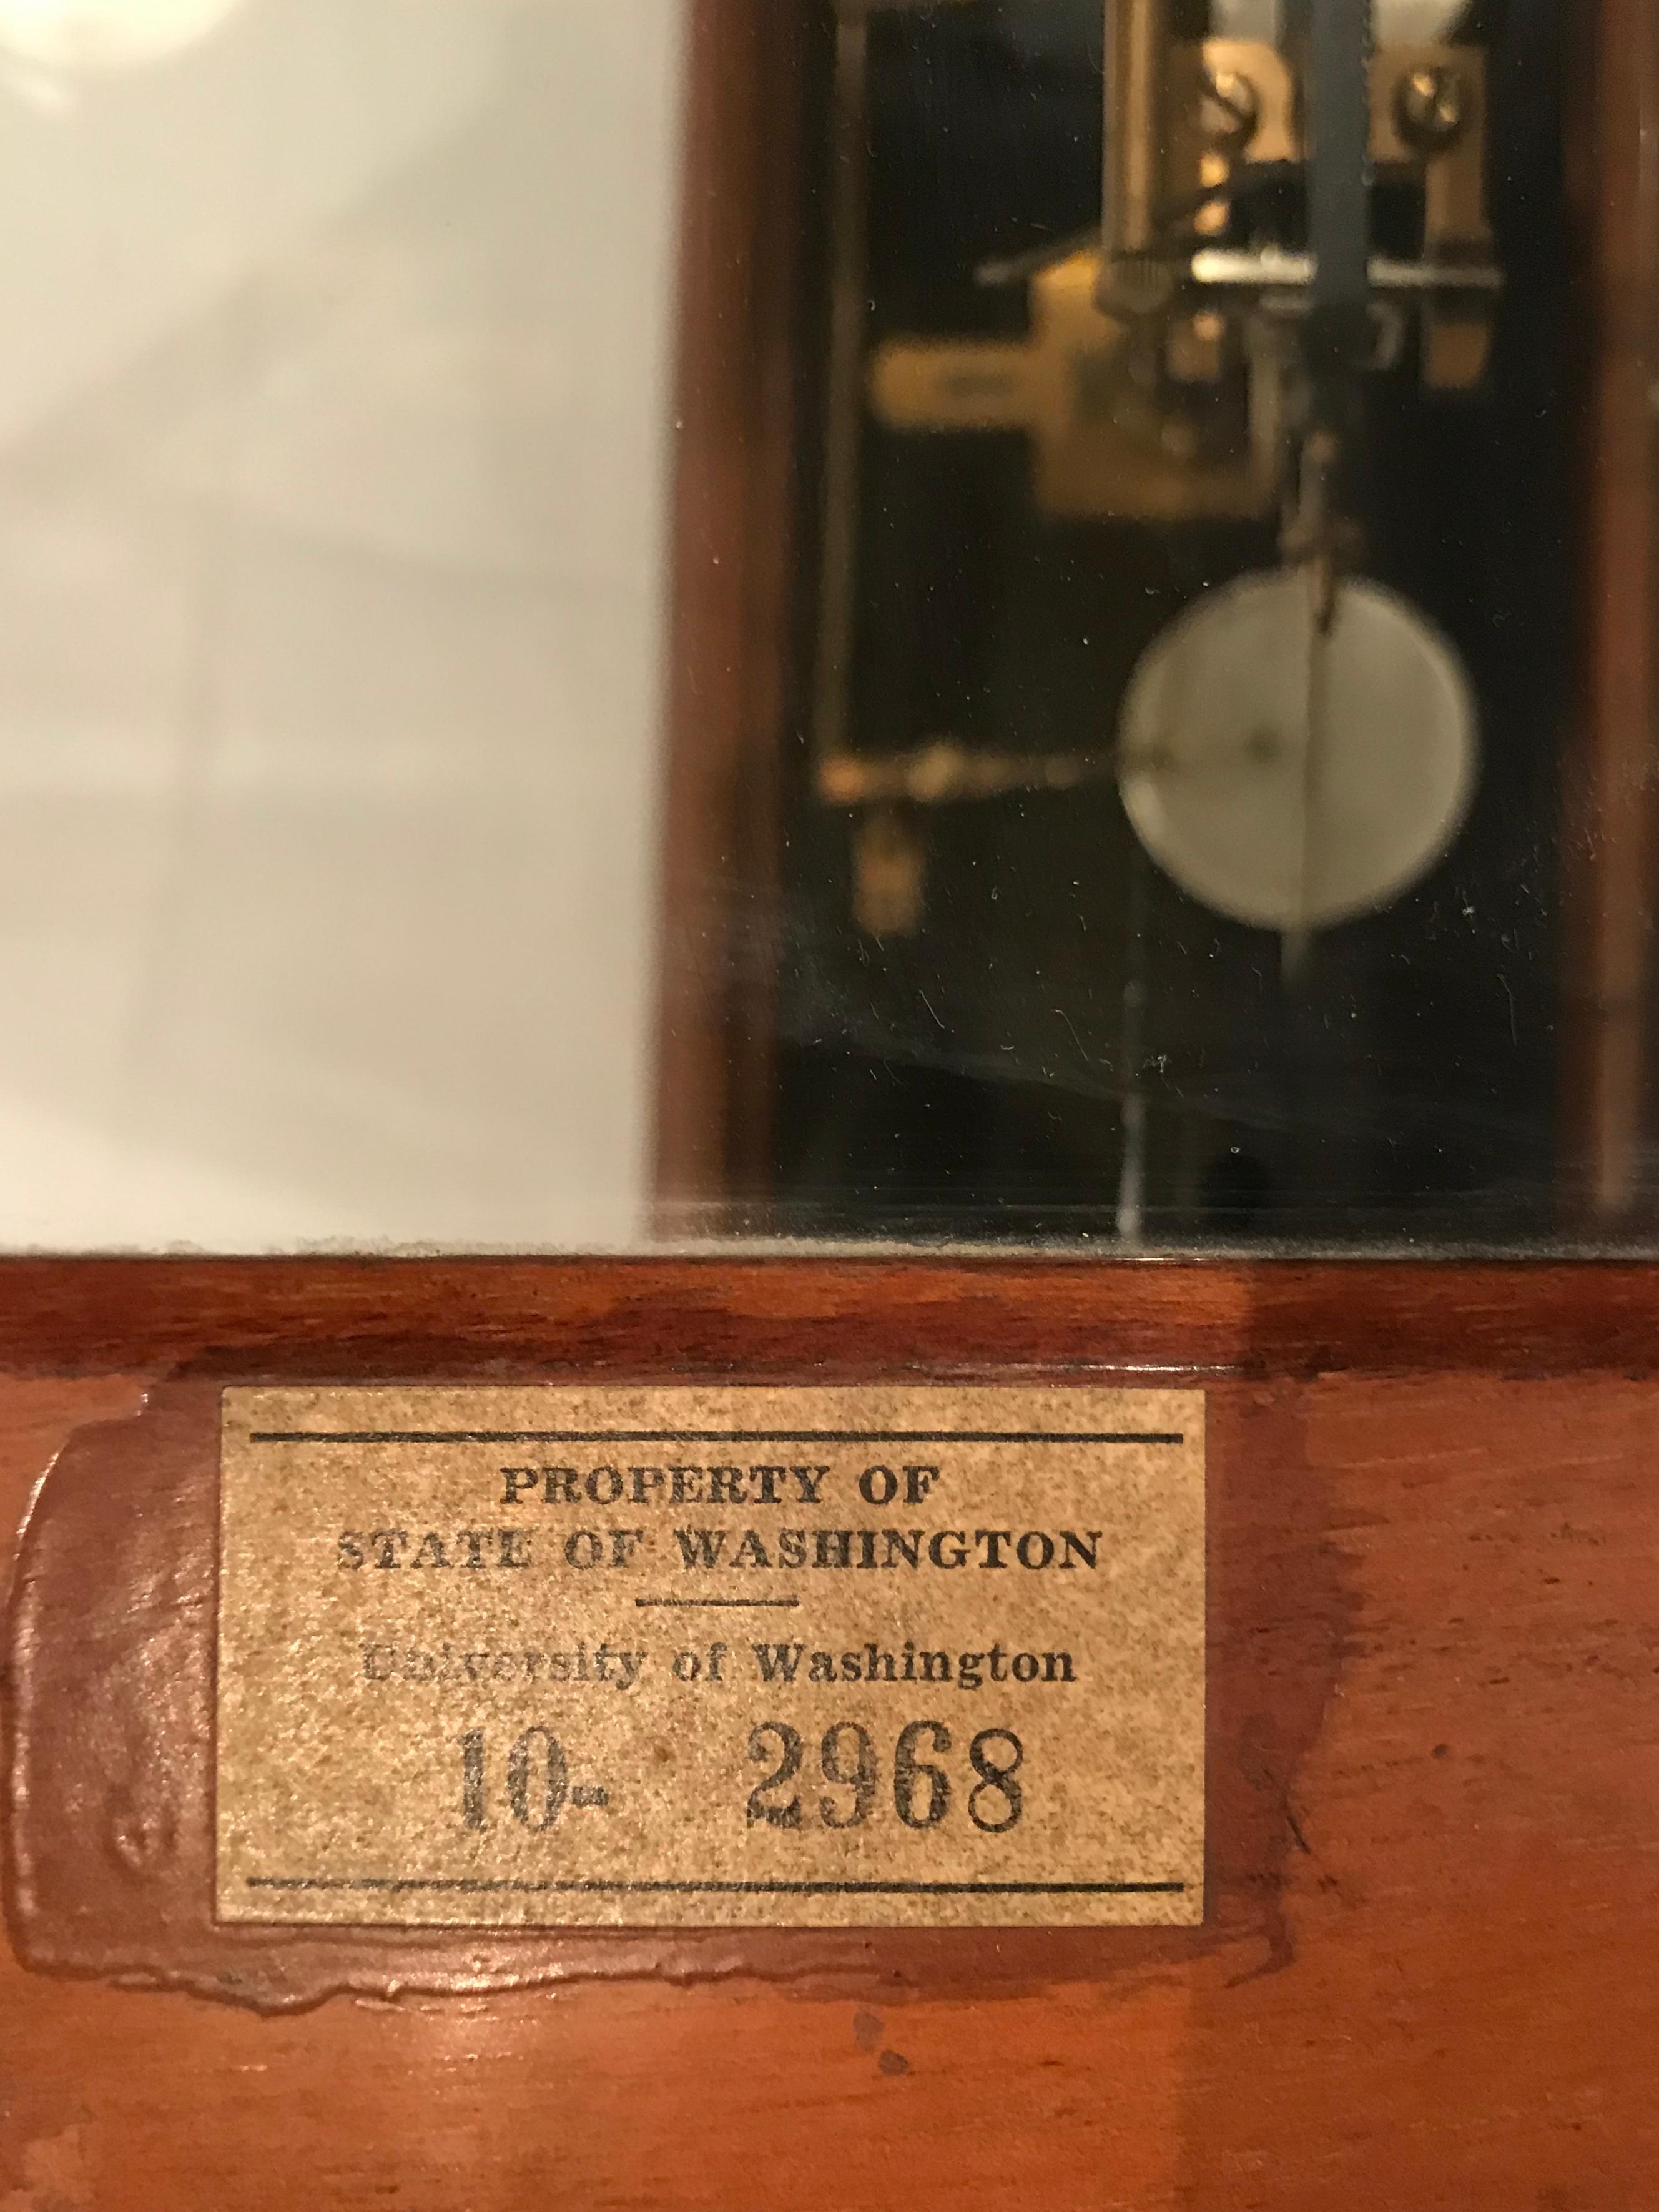 PROPERTY OF
STATE OF WASHINGTON
University of Washington
10- 2968